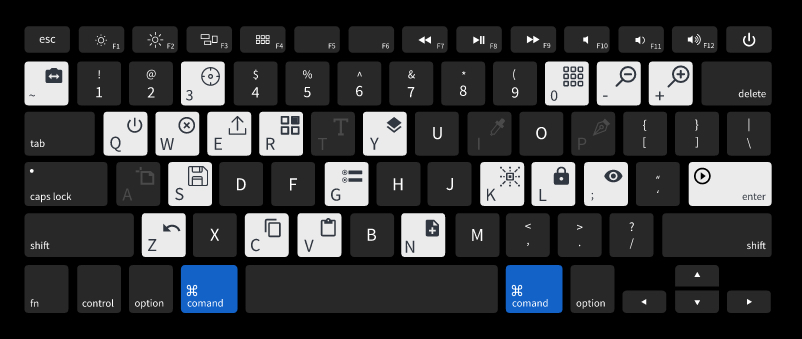 esc F1 F2 F3 F4 F5 F6 F7 F8 F9 F10 F11 F12
~ ! 1 @ 2 3 $ 4 % 5 ^ 6 & 7 * 8 ( 9 0 - + delete
tab Q W E R T Y U I O P { [ } ] | \
caps lock A S D F G H J K L ; " ' enter
shift Z X C V B N M < , > . ? / shift
fn control option ⌘ comand ⌘ comand option